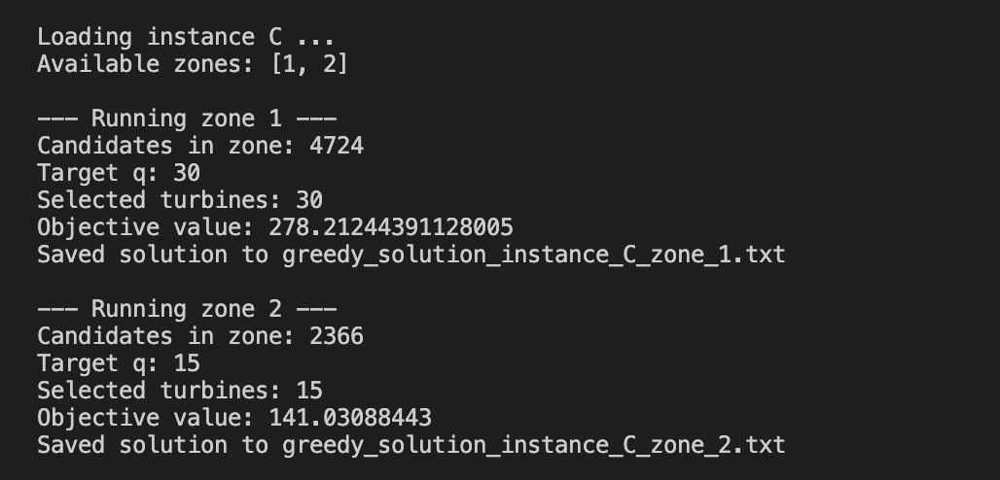 Loading instance C ...
Available zones: [1, 2]
--- Running zone 1 ---
Candidates in zone: 4724
Target q: 30
Selected turbines: 30
Objective value: 278.21244391128005
Saved solution to greedy_solution_instance_C_zone_1.txt
--- Running zone 2 ---
Candidates in zone: 2366
Target q: 15
Selected turbines: 15
Objective value: 141.03088443
Saved solution to greedy_solution_instance_C_zone_2.txt